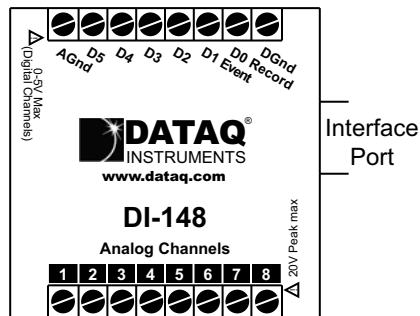 AGnd D5 D4 D3 D2 D1 Event D0 Record DGnd
0-5V Max
(Digital Channels)
DATAQ®
INSTRUMENTS
www.dataq.com
Interface
Port
DI-148
Analog Channels
1 2 3 4 5 6 7 8
20V Peak max